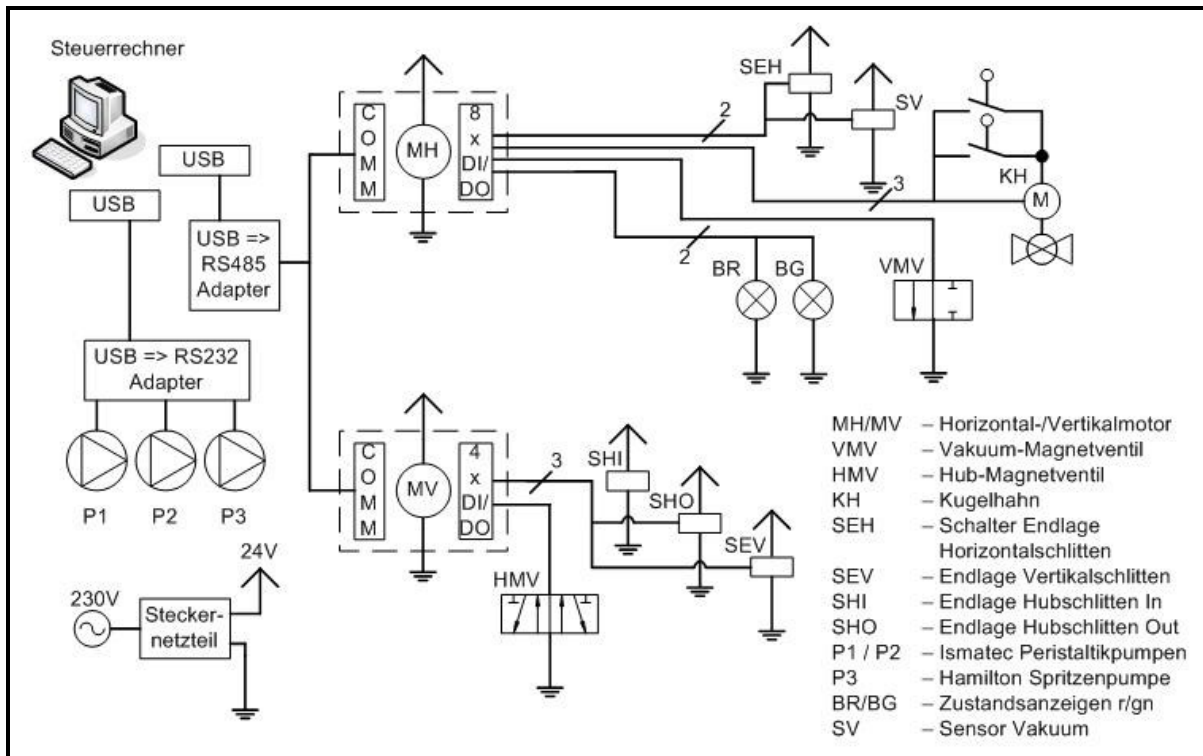 Steuerrechner
USB
USB
USB =>
RS485
Adapter
USB => RS232
Adapter
P1 P2 P3
24V
230V
Stecker-
netzteil
COMM
MH
8
x
DI/
DO
2
SEH
SV
3
KH
M
2
BR BG
VMV
COMM
MV
4
x
DI/
DO
3
SHI
SHO
SEV
HMV
MH/MV – Horizontal-/Vertikalmotor
VMV – Vakuum-Magnetventil
HMV – Hub-Magnetventil
KH – Kugelhahn
SEH – Schalter Endlage
Horizontalschlitten
SEV – Endlage Vertikalschlitten
SHI – Endlage Hubschlitten In
SHO – Endlage Hubschlitten Out
P1 / P2 – Ismatec Peristaltikpumpen
P3 – Hamilton Spritzenpumpe
BR/BG – Zustandsanzeigen r/gn
SV – Sensor Vakuum